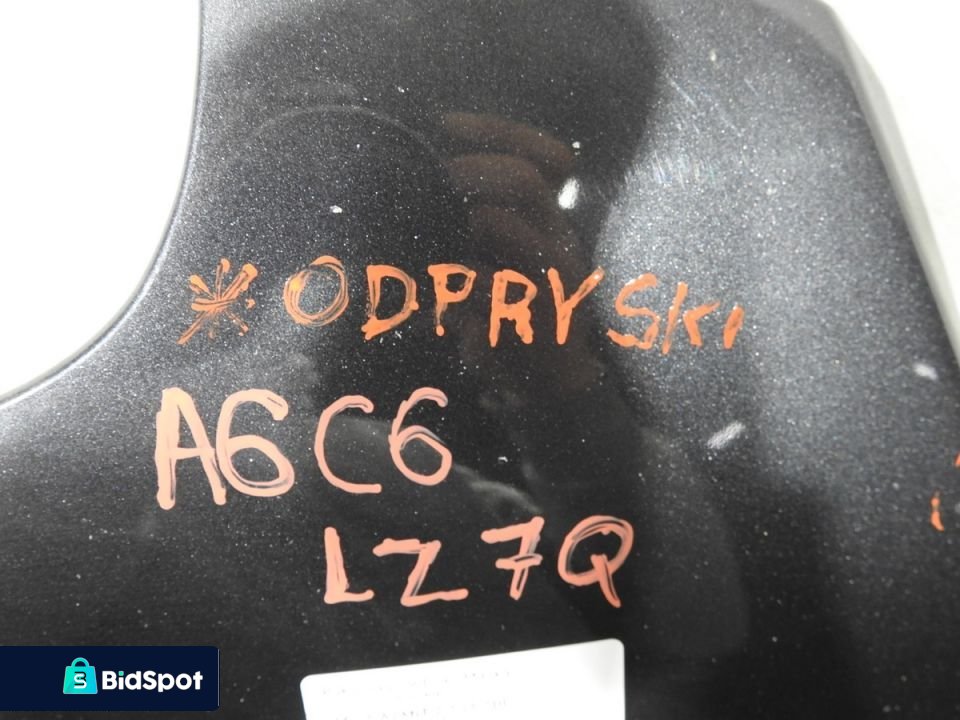 *ODPRYSKI
A6C6
LZ7Q
BidSpot